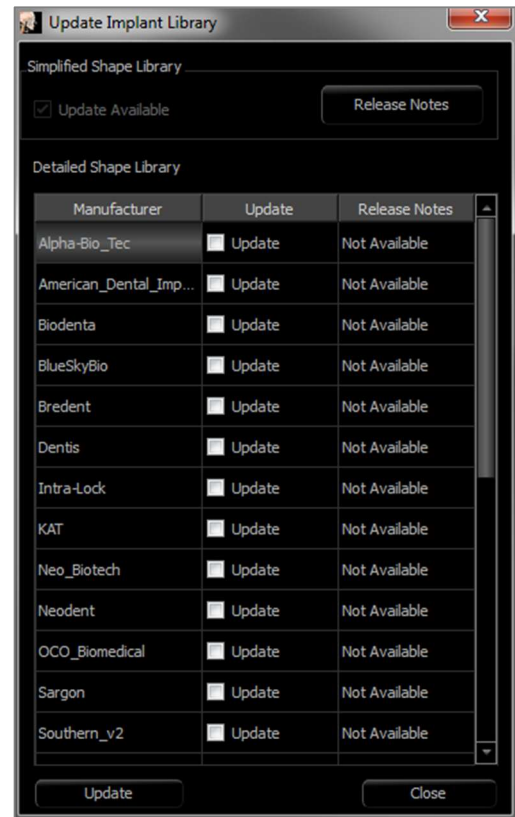 Update Implant Library
Simplified Shape Library
Update Available
Release Notes
Detailed Shape Library
Manufacturer Update Release Notes
Alpha-Bio_Tec Update Not Available
American_Dental_Imp... Update Not Available
Biodenta Update Not Available
BlueSkyBio Update Not Available
Bredent Update Not Available
Dentis Update Not Available
Intra-Lock Update Not Available
KAT Update Not Available
Neo_Biotech Update Not Available
Neodent Update Not Available
OCO_Biomedical Update Not Available
Sargon Update Not Available
Southern_v2 Update Not Available
Update Close